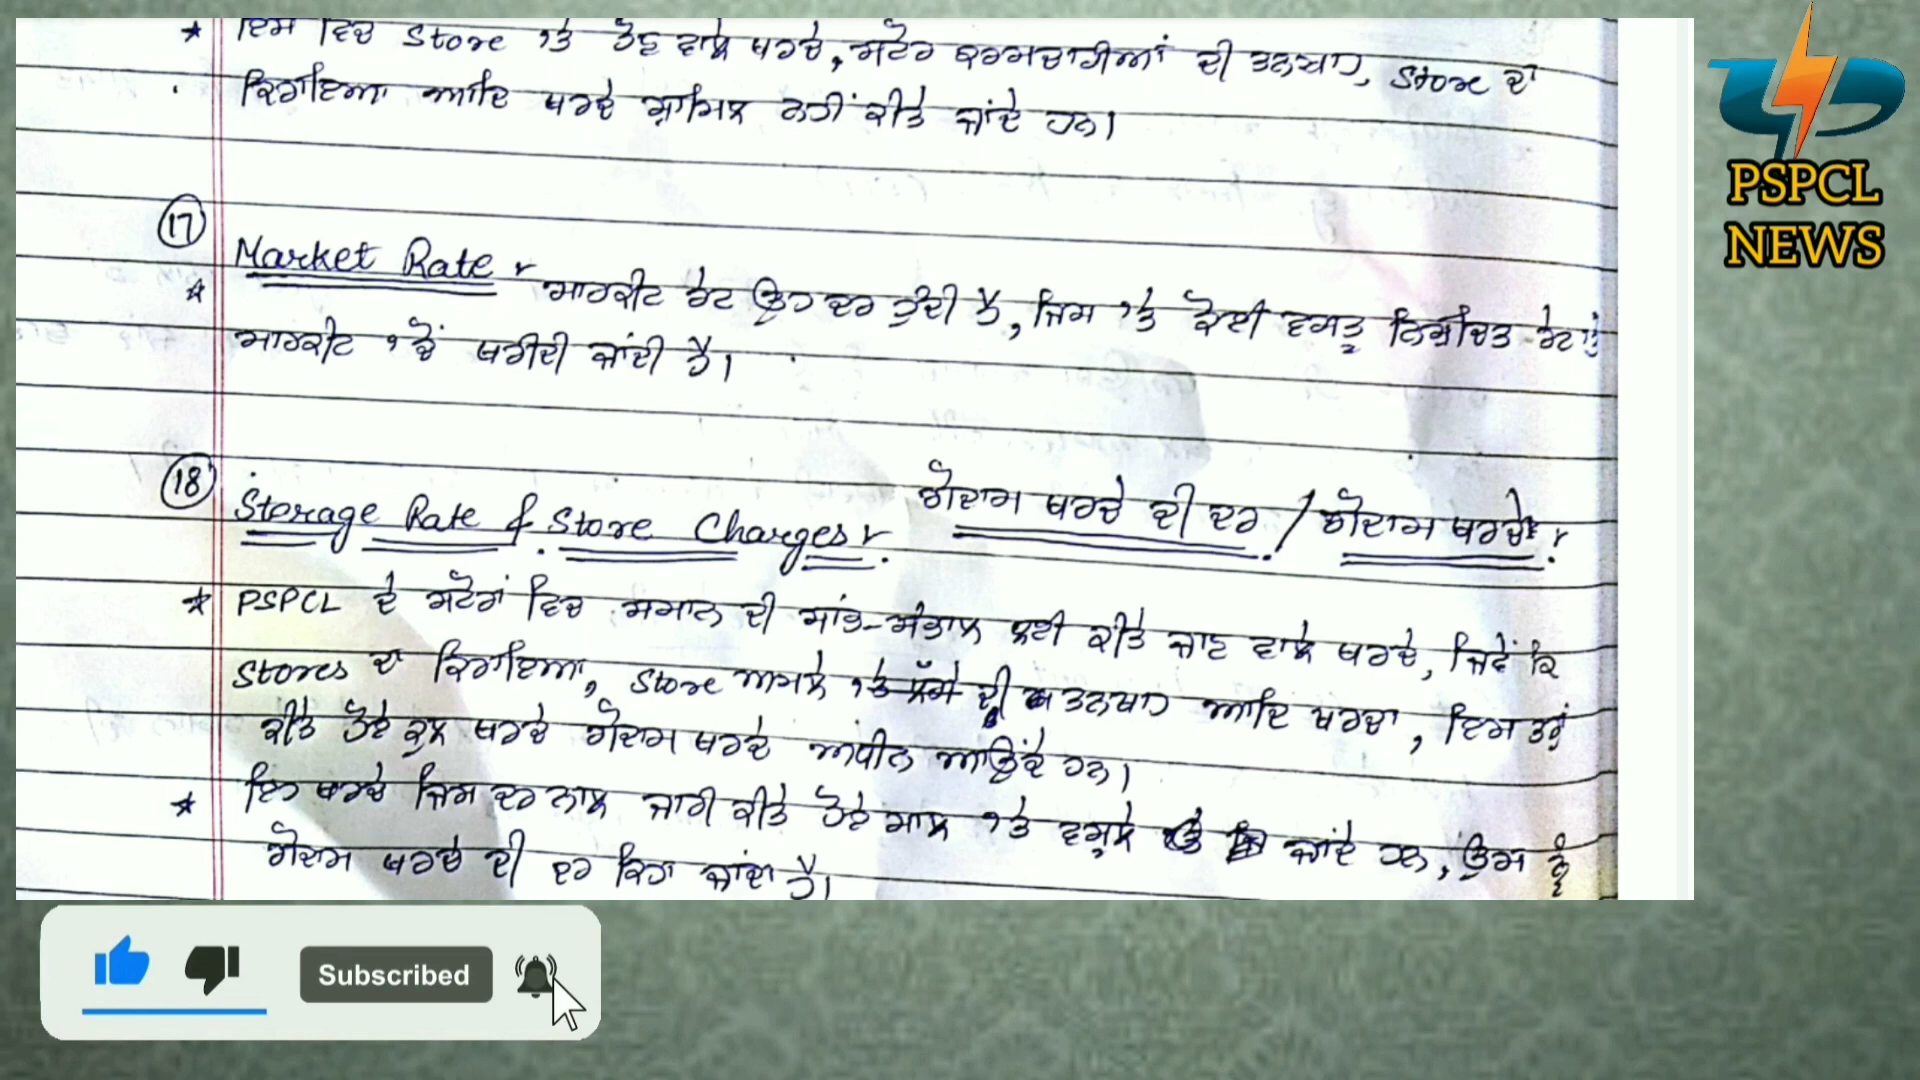 ★ ਇਸ ਵਿਚ Store 'ਤੇ ਹੋਣ ਵਾਲੇ ਖਰਚੇ, ਸਟੋਰ ਕਰਮਚਾਰੀਆਂ ਦੀ ਤਨਖਾਹ, Store ਦਾ
ਕਿਰਾਇਆ ਆਦਿ ਖਰਚੇ ਸ਼ਾਮਿਲ ਨਹੀਂ ਕੀਤੇ ਜਾਂਦੇ ਹਨ।
17 Market Rate
★ ਮਾਰਕੀਟ ਰੇਟ ਉਹ ਦਰ ਹੁੰਦੀ ਹੈ, ਜਿਸ 'ਤੇ ਕੋਈ ਵਸਤੂ ਨਿਸ਼ਚਿਤ ਰੇਟ 'ਤੇ
ਮਾਰਕੀਟ 'ਚੋਂ ਖਰੀਦੀ ਜਾਂਦੀ ਹੈ।
18 Storage Rate & Store Charges ਗੋਦਾਮ ਖਰਚੇ ਦੀ ਦਰ / ਗੋਦਾਮ ਖਰਚੇ
★ PSPCL ਦੇ ਸਟੋਰਾਂ ਵਿਚ ਸਮਾਨ ਦੀ ਸਾਂਭ-ਸੰਭਾਲ ਲਈ ਕੀਤੇ ਜਾਣ ਵਾਲੇ ਖਰਚੇ, ਜਿਵੇਂ ਕਿ
Stores ਦਾ ਕਿਰਾਇਆ, Store ਅਮਲੇ ਦੀ ਤਨਖਾਹ ਆਦਿ ਖਰਚਾ, ਇਸ ਤਰ੍ਹਾਂ
ਕੀਤੇ ਹੋਏ ਕੁਲ ਖਰਚੇ ਗੋਦਾਮ ਖਰਚੇ ਅਧੀਨ ਆਉਂਦੇ ਹਨ।
★ ਇਹ ਖਰਚੇ ਜਿਸ ਦਰ ਨਾਲ ਜਾਰੀ ਕੀਤੇ ਹੋਏ ਮਾਲ 'ਤੇ ਵਸੂਲੇ ਜਾਂਦੇ ਹਨ, ਉਸ ਨੂੰ
ਗੋਦਾਮ ਖਰਚੇ ਦੀ ਦਰ ਕਿਹਾ ਜਾਂਦਾ ਹੈ।
PSPCL
NEWS
Subscribed